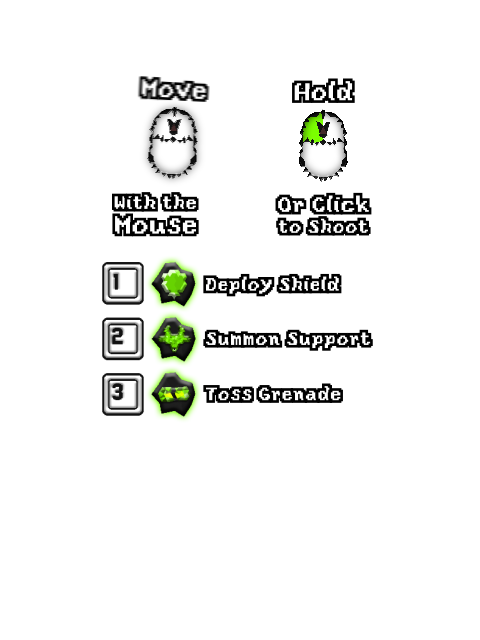 Move
With the
Mouse
Hold
Or Click
to Shoot
1 Deploy Shield
2 Summon Support
3 Toss Grenade